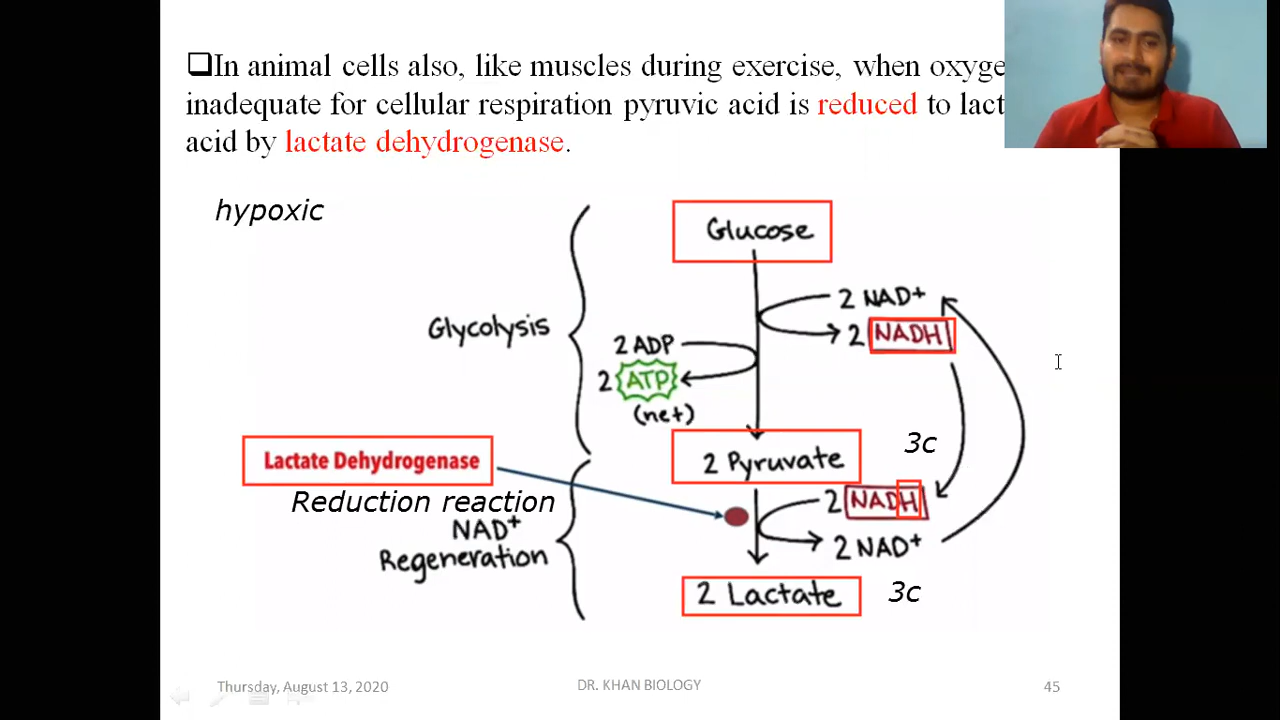 In animal cells also, like muscles during exercise, when oxyge
inadequate for cellular respiration pyruvic acid is reduced to lact
acid by lactate dehydrogenase.
hypoxic
Glucose
Glycolysis
2 NAD+
2 NADH
2 ADP
2 ATP
(net)
2 Pyruvate
3c
Lactate Dehydrogenase
Reduction reaction
2 NADH
NAD+
Regeneration
2 NAD+
2 Lactate
3c
Thursday, August 13, 2020
DR. KHAN BIOLOGY
45